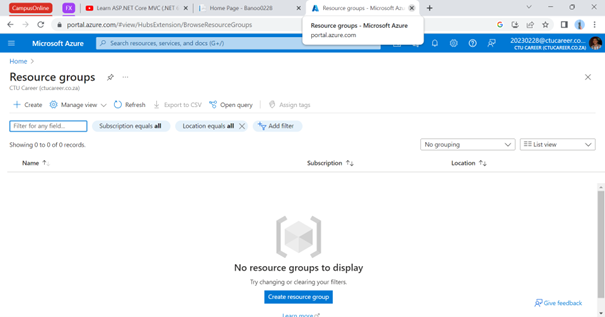 CampusOnline
FX
Learn ASP.NET Core MVC (.NET
Home Page - Banoo0228
Resource groups - Microsoft Azu
portal.azure.com/#view/HubsExtension/BrowseResourceGroups
Resource groups - Microsoft Azure
portal.azure.com
Microsoft Azure
Search resources, services, and docs (G+/)
20230228@ctucareer.co...
CTU CAREER (CTUCAREER.CO.ZA)
Home
Resource groups
CTU Career (ctucareer.co.za)
Create
Manage view
Refresh
Export to CSV
Open query
Assign tags
Filter for any field...
Subscription equals all
Location equals all
Add filter
Showing 0 to 0 of 0 records.
No grouping
List view
Name
Subscription
Location
No resource groups to display
Try changing or clearing your filters.
Create resource group
Learn more
Give feedback